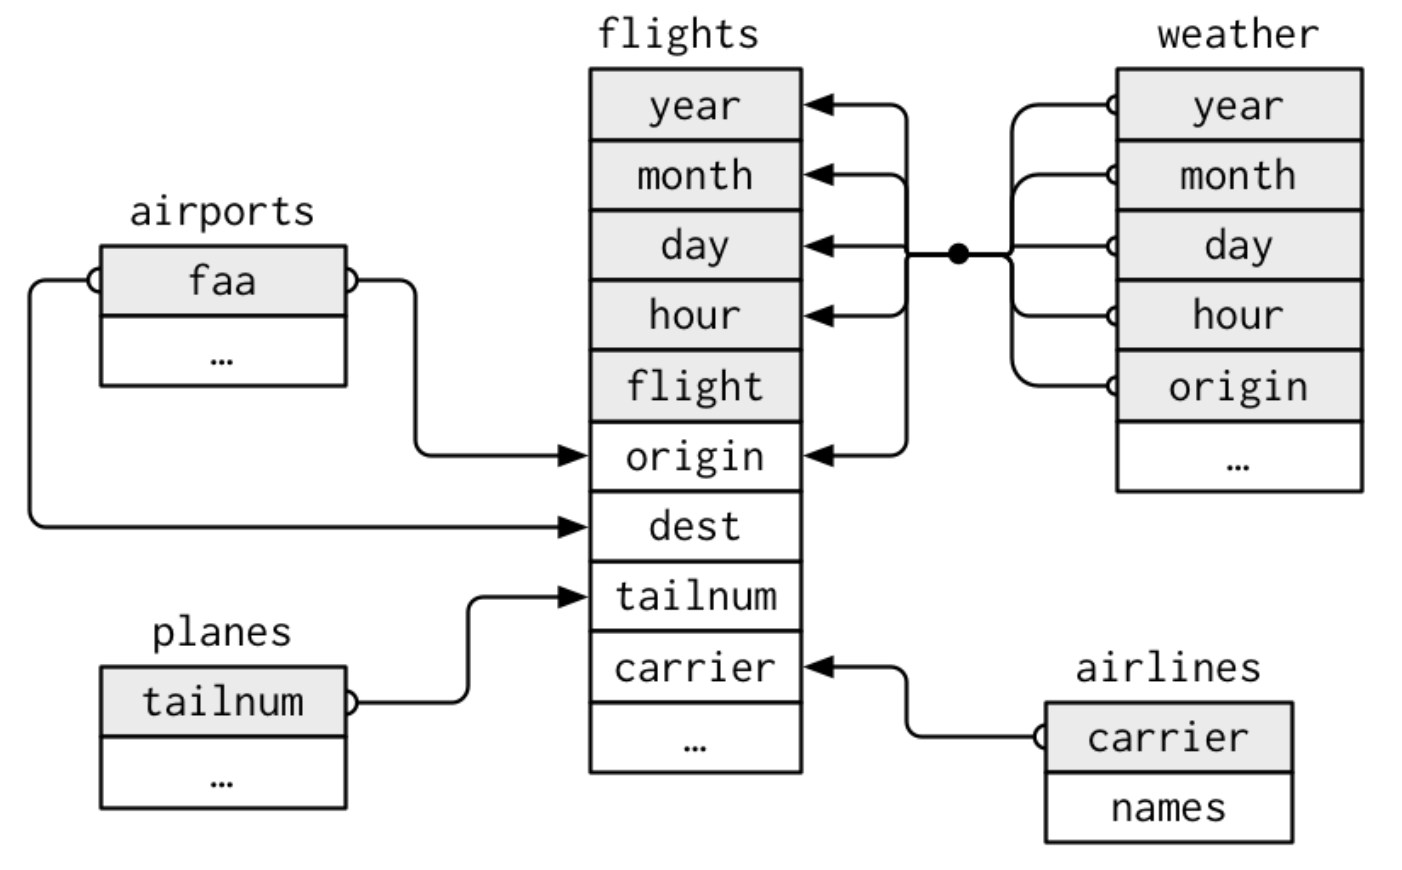 flights
year
month
day
hour
flight
origin
dest
tailnum
carrier
…
weather
year
month
day
hour
origin
…
airports
faa
…
planes
tailnum
…
airlines
carrier
names